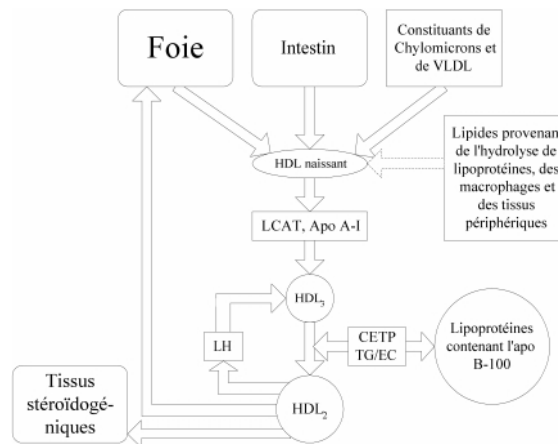 Foie
Intestin
Constituants de
Chylomicrons et
de VLDL
HDL naissant
Lipides provenant
de l'hydrolyse de
lipoprotéines, des
macrophages et
des tissus
périphériques
LCAT, Apo A-I
HDL3
LH
CETP
TG/EC
Lipoprotéines
contenant l'apo
B-100
Tissus
stéroïdogé-
niques
HDL2